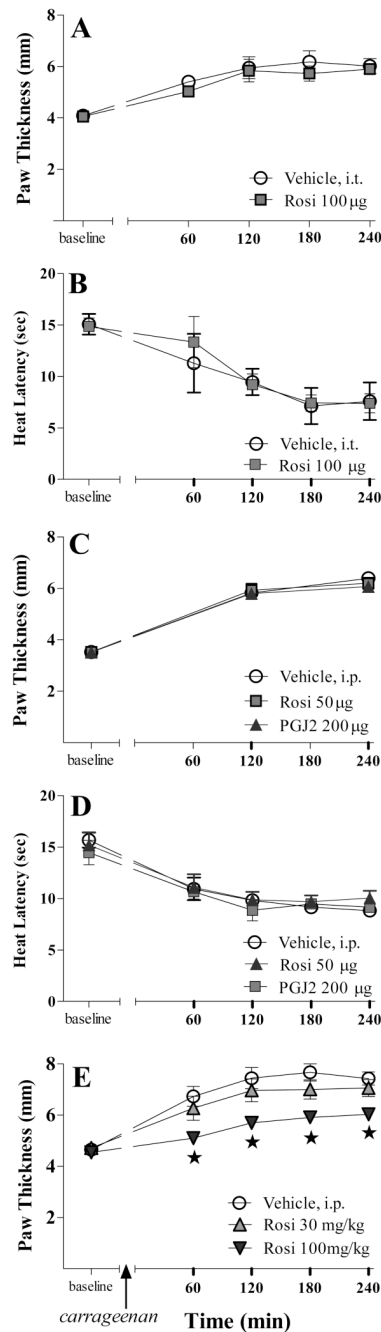 A
Paw Thickness (mm)
8
6
4
2
Vehicle, i.t.
Rosi 100 µg
baseline 60 120 180 240
B
Heat Latency (sec)
20
15
10
5
0
Vehicle, i.t.
Rosi 100 µg
baseline 60 120 180 240
C
Paw Thickness (mm)
8
6
4
2
Vehicle, i.p.
Rosi 50 µg
PGJ2 200 µg
baseline 120 180 240
D
Heat Latency (sec)
20
15
10
5
0
Vehicle, i.p.
Rosi 50 µg
PGJ2 200 µg
baseline 60 120 180 240
E
Paw Thickness (mm)
8
6
4
2
Vehicle, i.p.
Rosi 30 mg/kg
Rosi 100mg/kg
baseline 60 120 180 240
carrageenan Time (min)